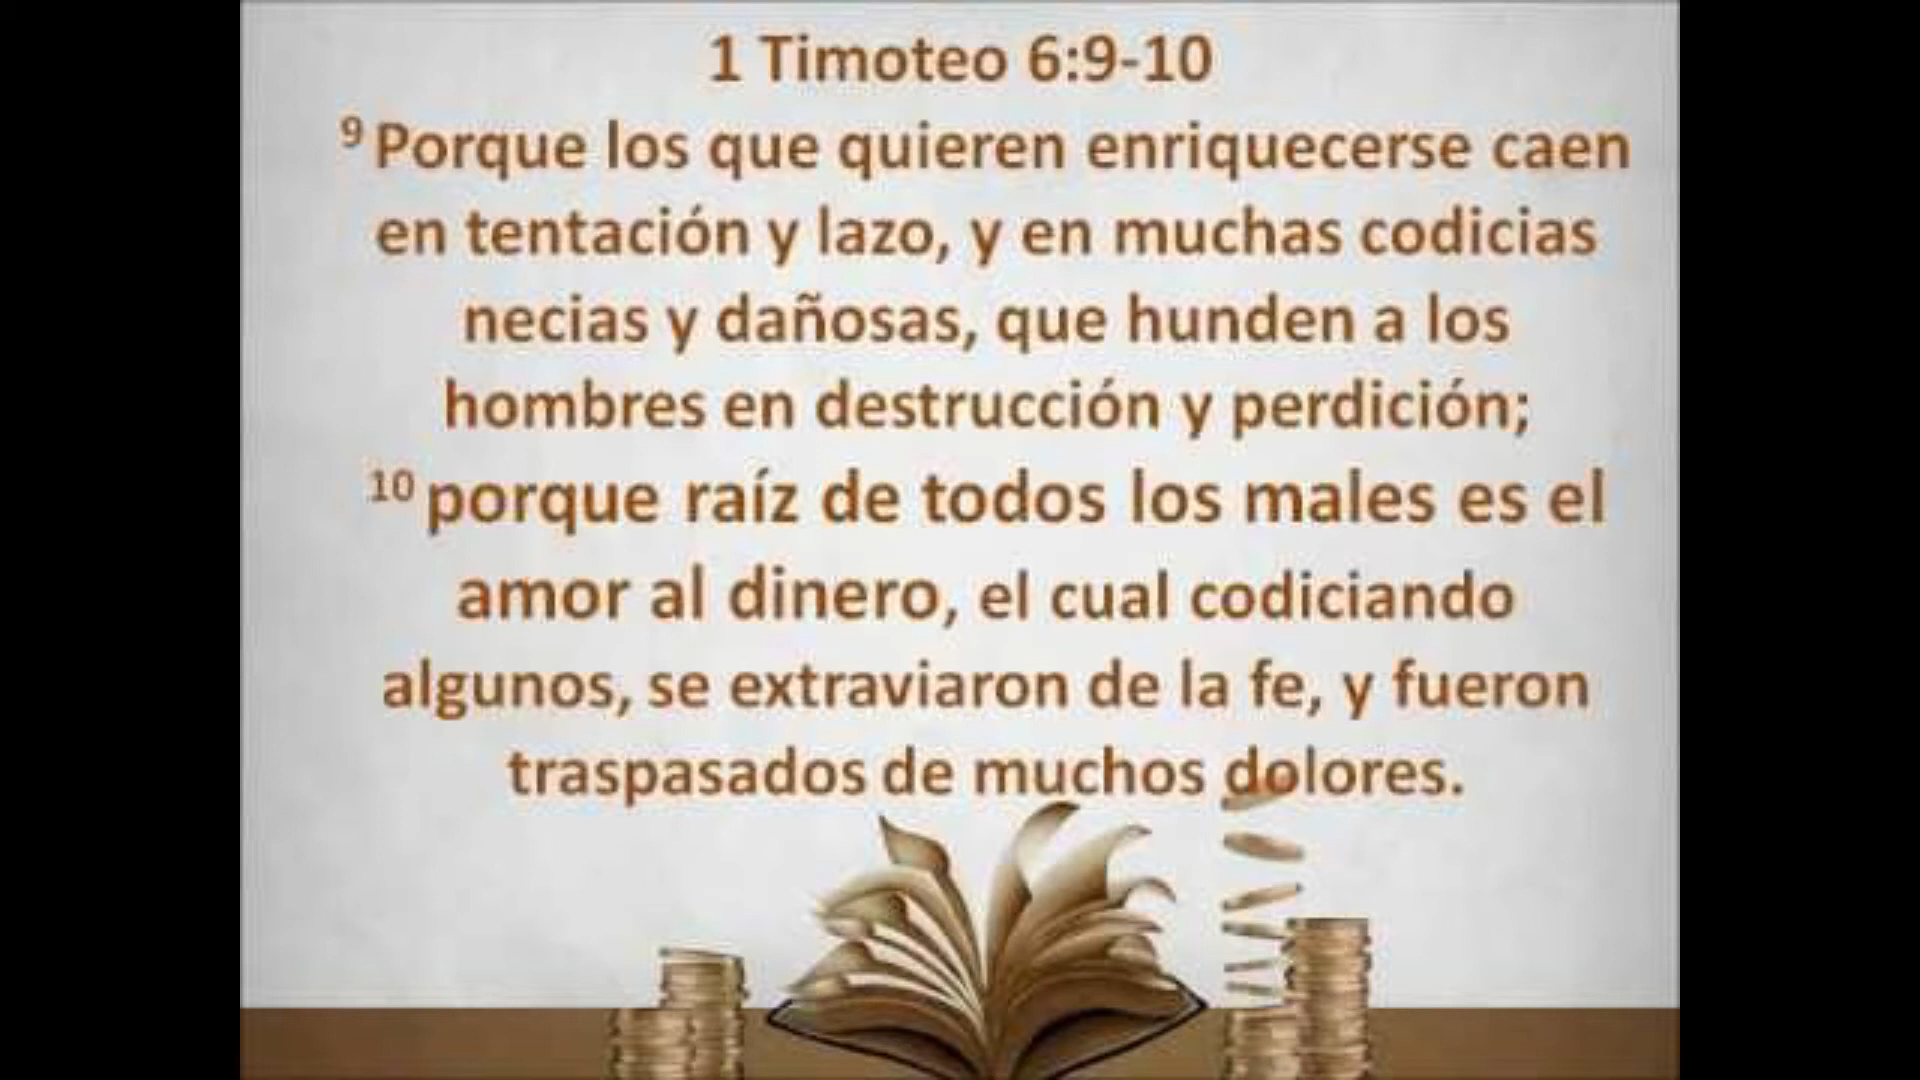 1 Timoteo 6:9-10
9 Porque los que quieren enriquecerse caen
en tentación y lazo, y en muchas codicias
necias y dañosas, que hunden a los
hombres en destrucción y perdición;
10 porque raíz de todos los males es el
amor al dinero, el cual codiciando
algunos, se extraviaron de la fe, y fueron
traspasados de muchos dolores.